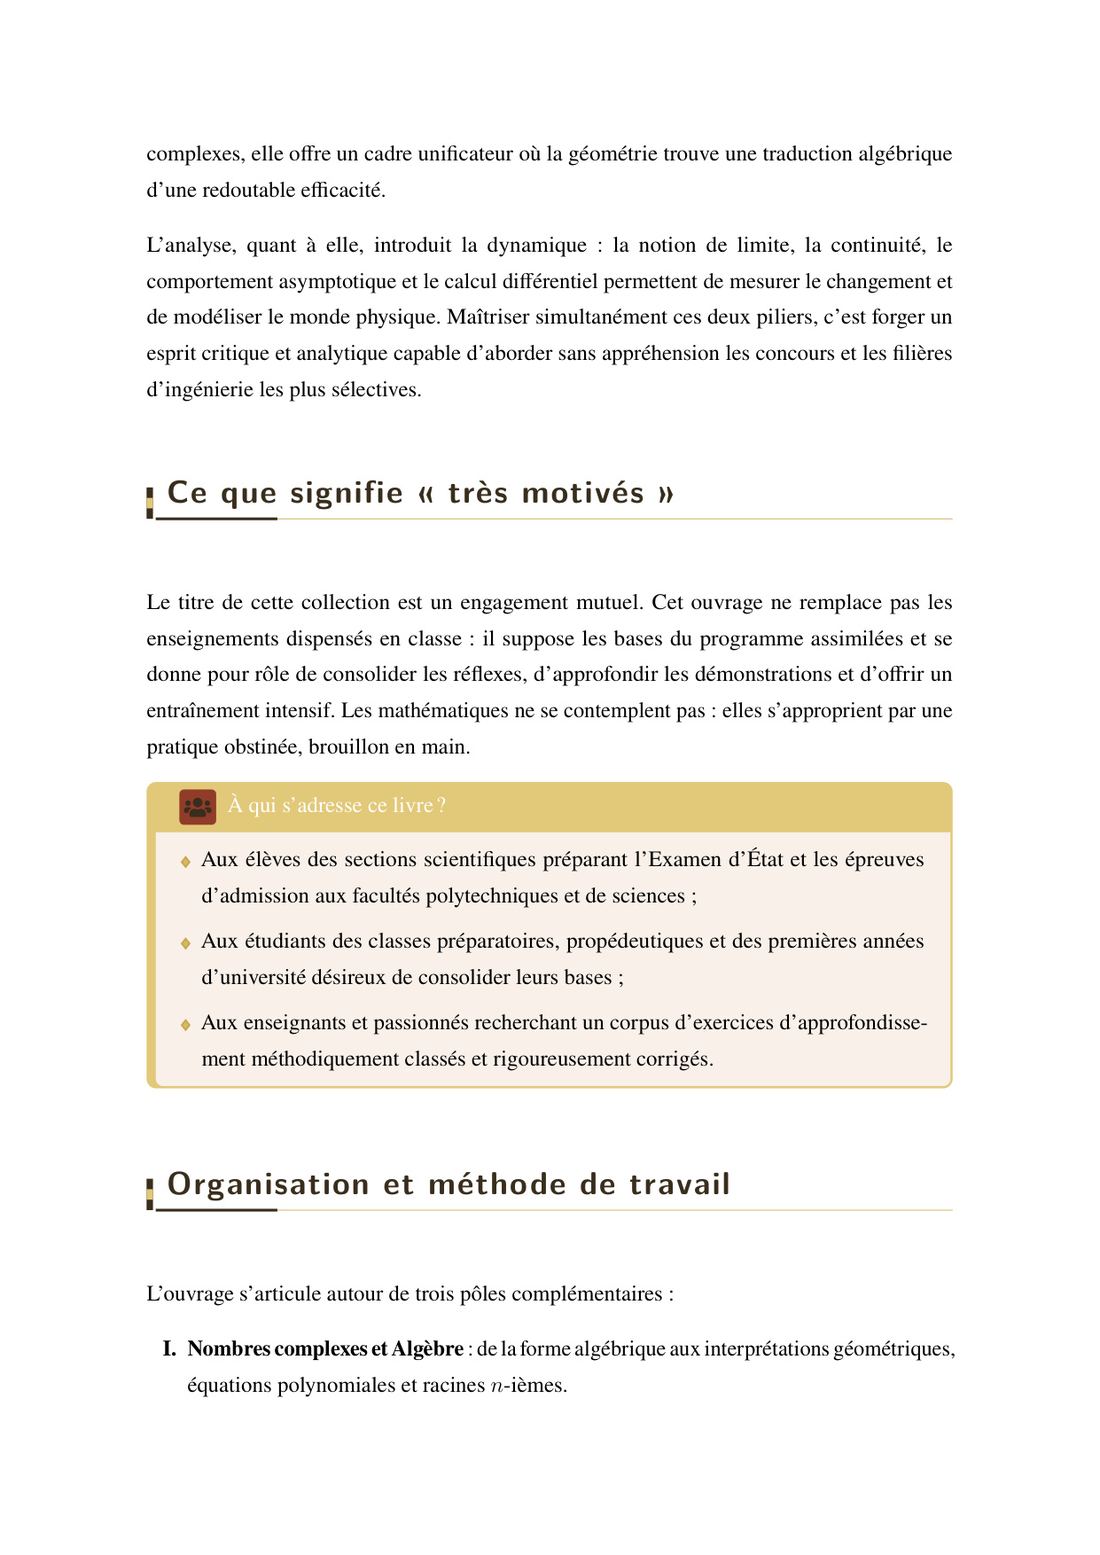 complexes, elle offre un cadre unificateur où la géométrie trouve une traduction algébrique
d’une redoutable efficacité.
L’analyse, quant à elle, introduit la dynamique : la notion de limite, la continuité, le
comportement asymptotique et le calcul différentiel permettent de mesurer le changement et
de modéliser le monde physique. Maîtriser simultanément ces deux piliers, c’est forger un
esprit critique et analytique capable d’aborder sans appréhension les concours et les filières
d’ingénierie les plus sélectives.
Ce que signifie « très motivés »
Le titre de cette collection est un engagement mutuel. Cet ouvrage ne remplace pas les
enseignements dispensés en classe : il suppose les bases du programme assimilées et se
donne pour rôle de consolider les réflexes, d’approfondir les démonstrations et d’offrir un
entraînement intensif. Les mathématiques ne se contemplent pas : elles s’approprient par une
pratique obstinée, brouillon en main.
À qui s’adresse ce livre ?
Aux élèves des sections scientifiques préparant l’Examen d’État et les épreuves
d’admission aux facultés polytechniques et de sciences ;
Aux étudiants des classes préparatoires, propédeutiques et des premières années
d’université désireux de consolider leurs bases ;
Aux enseignants et passionnés recherchant un corpus d’exercices d’approfondisse-
ment méthodiquement classés et rigoureusement corrigés.
Organisation et méthode de travail
L’ouvrage s’articule autour de trois pôles complémentaires :
I. Nombres complexes et Algèbre : de la forme algébrique aux interprétations géométriques,
équations polynomiales et racines n-ièmes.